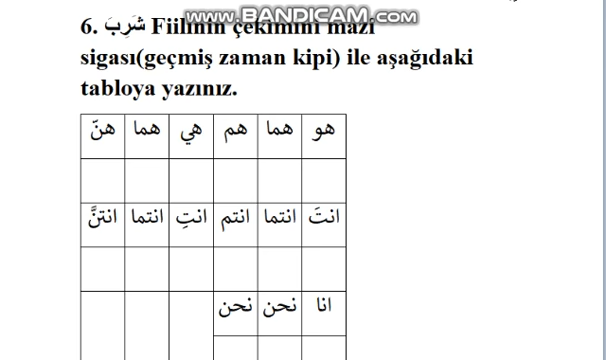 www.BANDICAM.com
6. شَرِبَ Fiilinin çekimini mazi
sigası(geçmiş zaman kipi) ile aşağıdaki
tabloya yazınız.
هو هما هم هي هما هنّ
انتَ انتما انتم انتِ انتما انتنَّ
انا نحن نحن